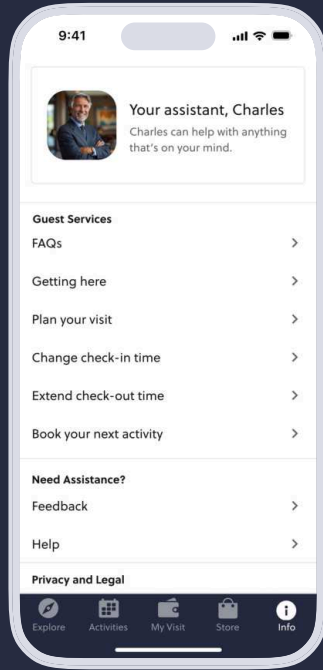 9:41
Your assistant, Charles
Charles can help with anything
that's on your mind.
Guest Services
FAQs
Getting here
Plan your visit
Change check-in time
Extend check-out time
Book your next activity
Need Assistance?
Feedback
Help
Privacy and Legal
Explore Activities My Visit Store Info